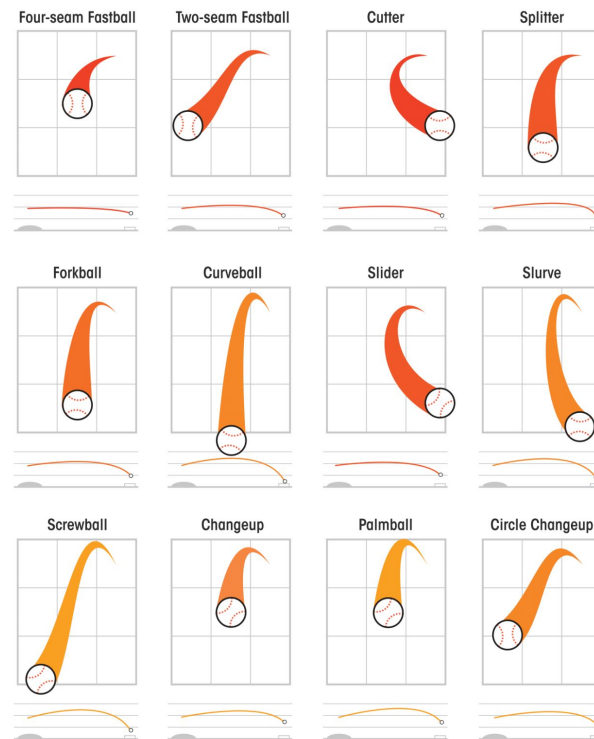 Four-seam Fastball
Two-seam Fastball
Cutter
Splitter
Forkball
Curveball
Slider
Slurve
Screwball
Changeup
Palmball
Circle Changeup